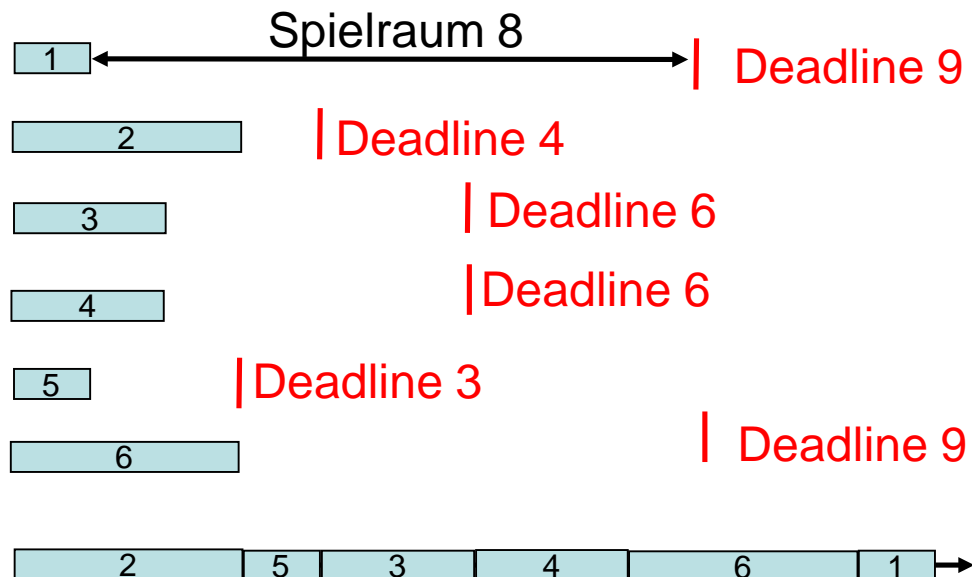 Spielraum 8
1
Deadline 9
2
Deadline 4
3
Deadline 6
4
Deadline 6
5
Deadline 3
6
Deadline 9
2 5 3 4 6 1